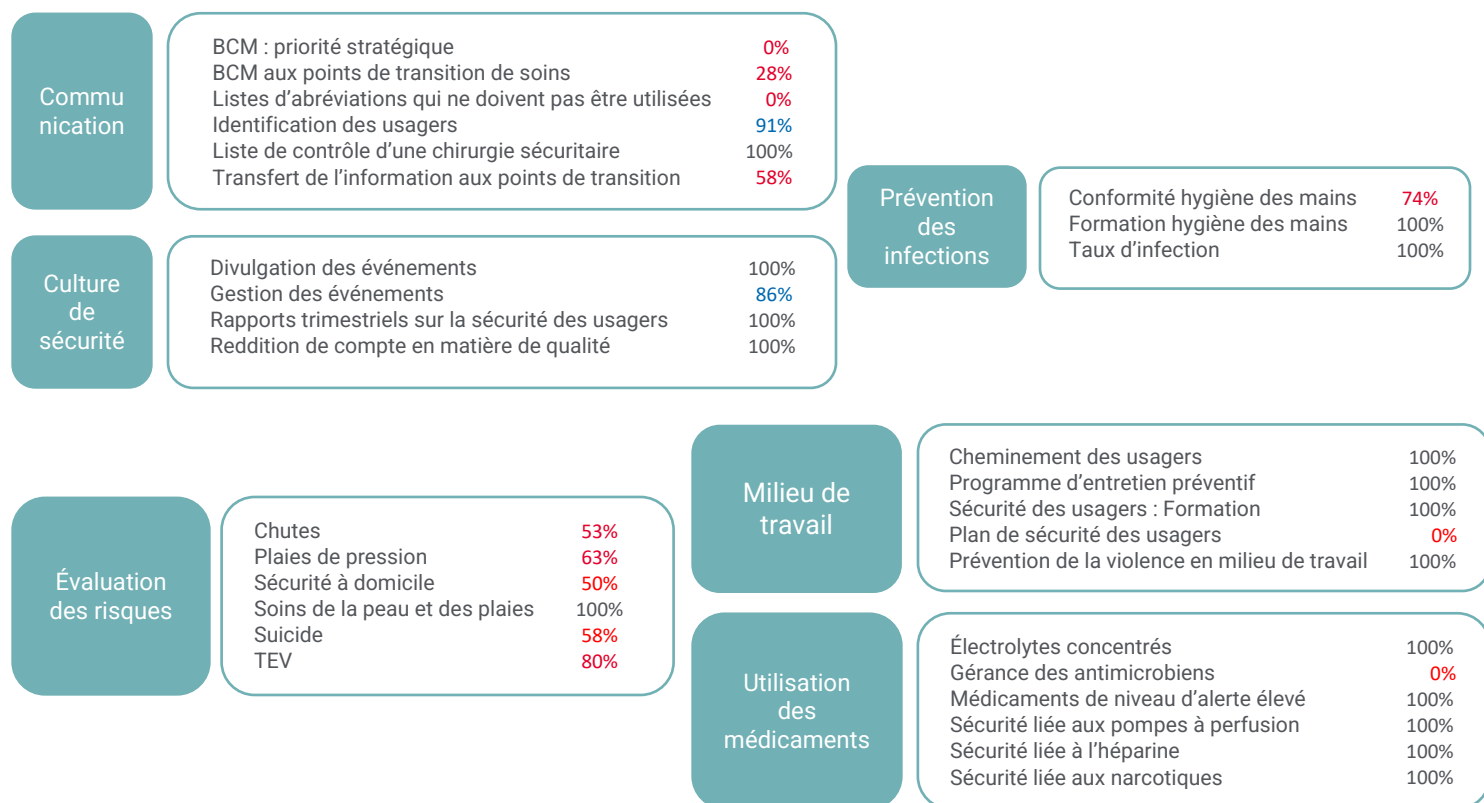 Commu
nication
BCM : priorité stratégique 0%
BCM aux points de transition de soins 28%
Listes d’abréviations qui ne doivent pas être utilisées 0%
Identification des usagers 91%
Liste de contrôle d’une chirurgie sécuritaire 100%
Transfert de l’information aux points de transition 58%
Prévention
des
infections
Conformité hygiène des mains 74%
Formation hygiène des mains 100%
Taux d’infection 100%
Culture
de
sécurité
Divulgation des événements 100%
Gestion des événements 86%
Rapports trimestriels sur la sécurité des usagers 100%
Reddition de compte en matière de qualité 100%
Milieu de
travail
Cheminement des usagers 100%
Programme d’entretien préventif 100%
Sécurité des usagers : Formation 100%
Plan de sécurité des usagers 0%
Prévention de la violence en milieu de travail 100%
Évaluation
des risques
Chutes 53%
Plaies de pression 63%
Sécurité à domicile 50%
Soins de la peau et des plaies 100%
Suicide 58%
TEV 80%
Utilisation
des
médicaments
Électrolytes concentrés 100%
Gérance des antimicrobiens 0%
Médicaments de niveau d’alerte élevé 100%
Sécurité liée aux pompes à perfusion 100%
Sécurité liée à l’héparine 100%
Sécurité liée aux narcotiques 100%